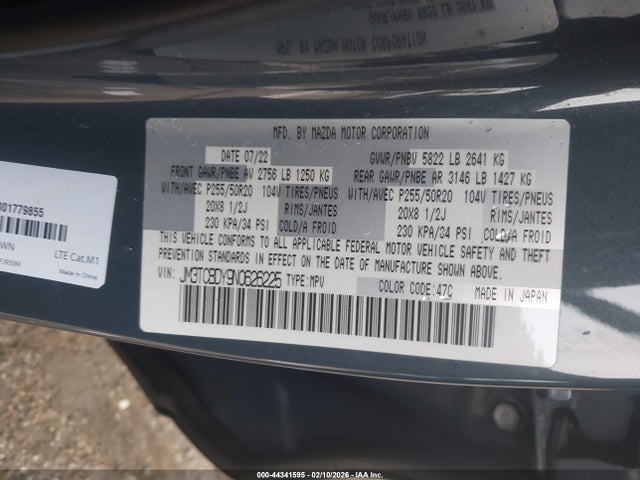 MFD. BY MAZDA MOTOR CORPORATION
DATE 07/22 GVWR/PNBV 5822 LB 2641 KG
FRONT GAWR/PNBE AV 2756 LB 1250 KG REAR GAWR/PNBE AR 3146 LB 1427 KG
WITH/AVEC P255/50R20 104V TIRES/PNEUS WITH/AVEC P255/50R20 104V TIRES/PNEUS
20X8 1/2J RIMS/JANTES 20X8 1/2J RIMS/JANTES
230 KPA/34 PSI COLD/A FROID 230 KPA/34 PSI COLD/A FROID
THIS VEHICLE CONFORMS TO ALL APPLICABLE FEDERAL MOTOR VEHICLE SAFETY AND THEFT
PREVENTION STANDARDS IN EFFECT ON THE DATE OF MANUFACTURE SHOWN ABOVE.
VIN: JM3TCBDY9N0626225 TYPE:MPV COLOR CODE:47C MADE IN JAPAN
001779855
WN
LTE Cat.M1
Made in China
000-44341595 - 02/10/2026 - IAAI